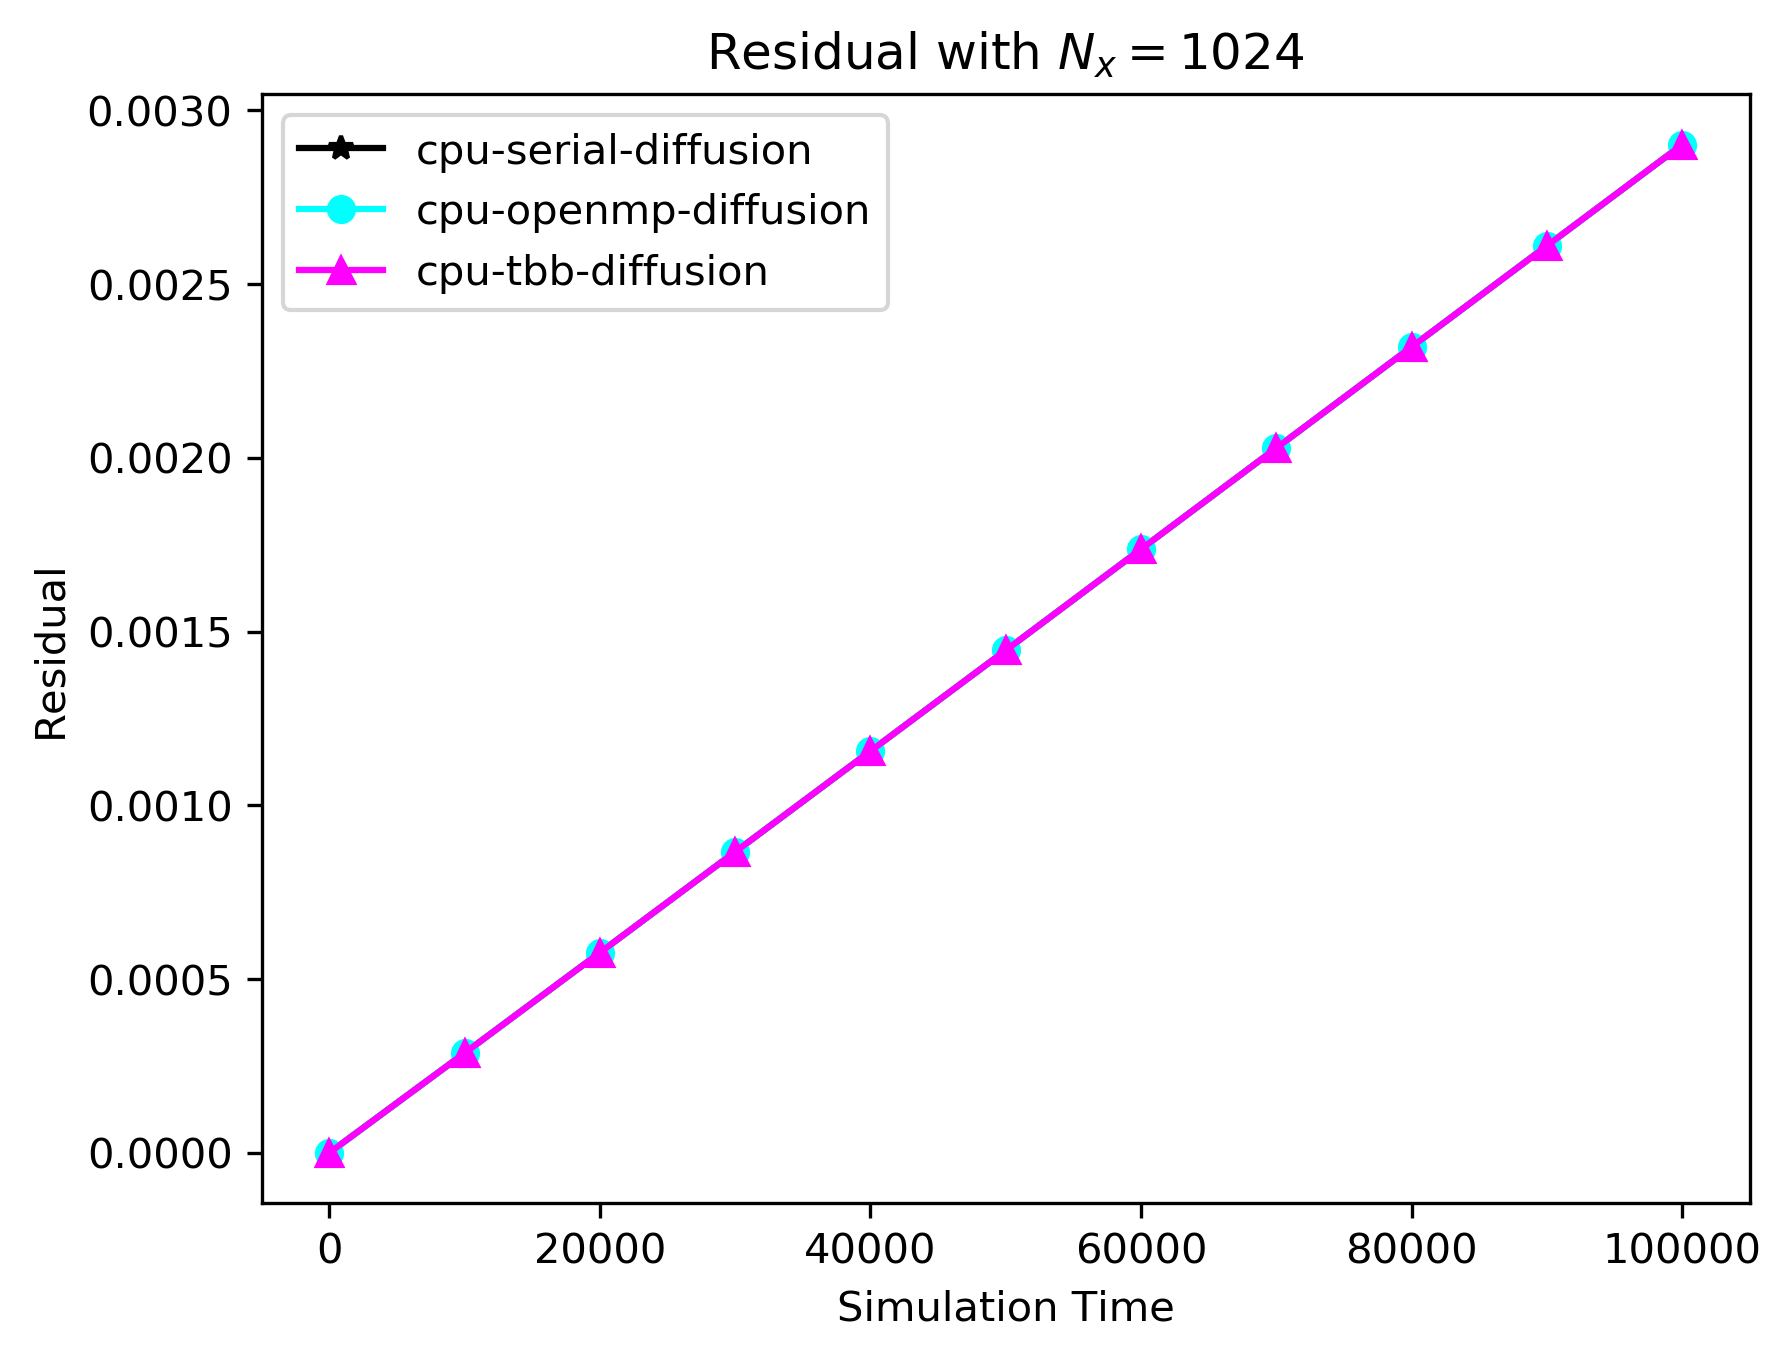 Residual with Nₓ = 1024
0.0030
0.0025
0.0020
0.0015
0.0010
0.0005
0.0000
Residual
cpu-serial-diffusion
cpu-openmp-diffusion
cpu-tbb-diffusion
0 20000 40000 60000 80000 100000
Simulation Time